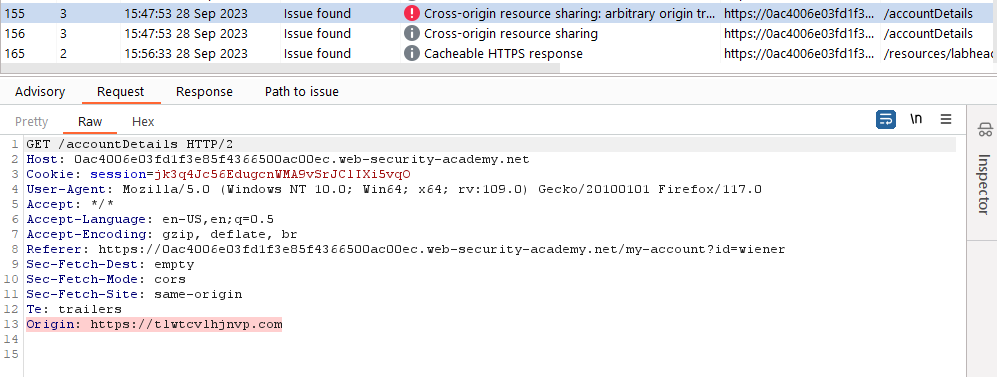 155 3 15:47:53 28 Sep 2023 Issue found Cross-origin resource sharing: arbitrary origin tr... https://0ac4006e03fd1f3... /accountDetails
156 3 15:47:53 28 Sep 2023 Issue found Cross-origin resource sharing https://0ac4006e03fd1f3... /accountDetails
165 2 15:56:33 28 Sep 2023 Issue found Cacheable HTTPS response https://0ac4006e03fd1f3... /resources/labhead
Advisory Request Response Path to issue
Pretty Raw Hex \n
1 GET /accountDetails HTTP/2
2 Host: 0ac4006e03fd1f3e85f4366500ac00ec.web-security-academy.net
3 Cookie: session=jk3q4Jc56EdugcnWMA9vSrJC1IXi5vqO
4 User-Agent: Mozilla/5.0 (Windows NT 10.0; Win64; x64; rv:109.0) Gecko/20100101 Firefox/117.0
5 Accept: */*
6 Accept-Language: en-US,en;q=0.5
7 Accept-Encoding: gzip, deflate, br
8 Referer: https://0ac4006e03fd1f3e85f4366500ac00ec.web-security-academy.net/my-account?id=wiener
9 Sec-Fetch-Dest: empty
10 Sec-Fetch-Mode: cors
11 Sec-Fetch-Site: same-origin
12 Te: trailers
13 Origin: https://tlwtcvlhjnvp.com
14
15
Inspector